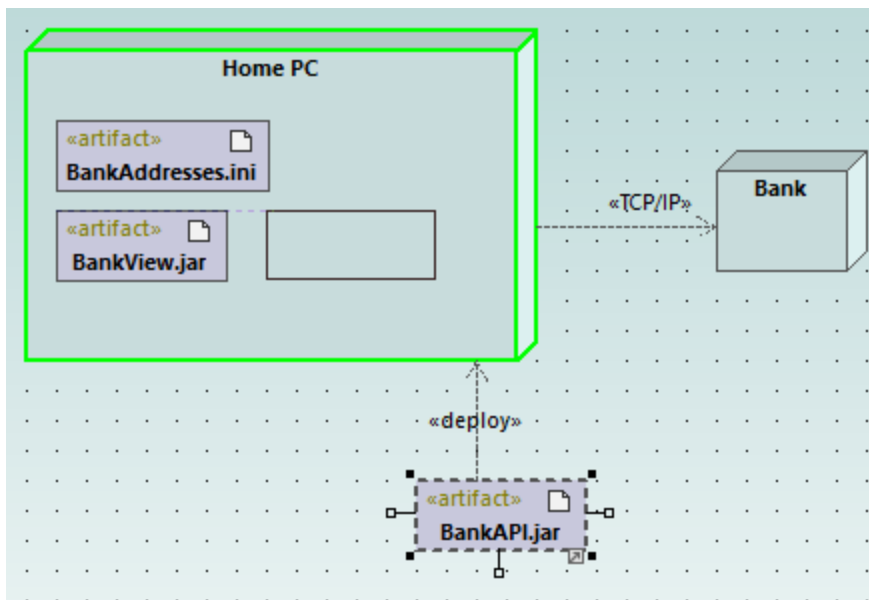 Home PC
«artifact»
BankAddresses.ini
«artifact»
BankView.jar
«TCP/IP»
Bank
«deploy»
«artifact»
BankAPI.jar